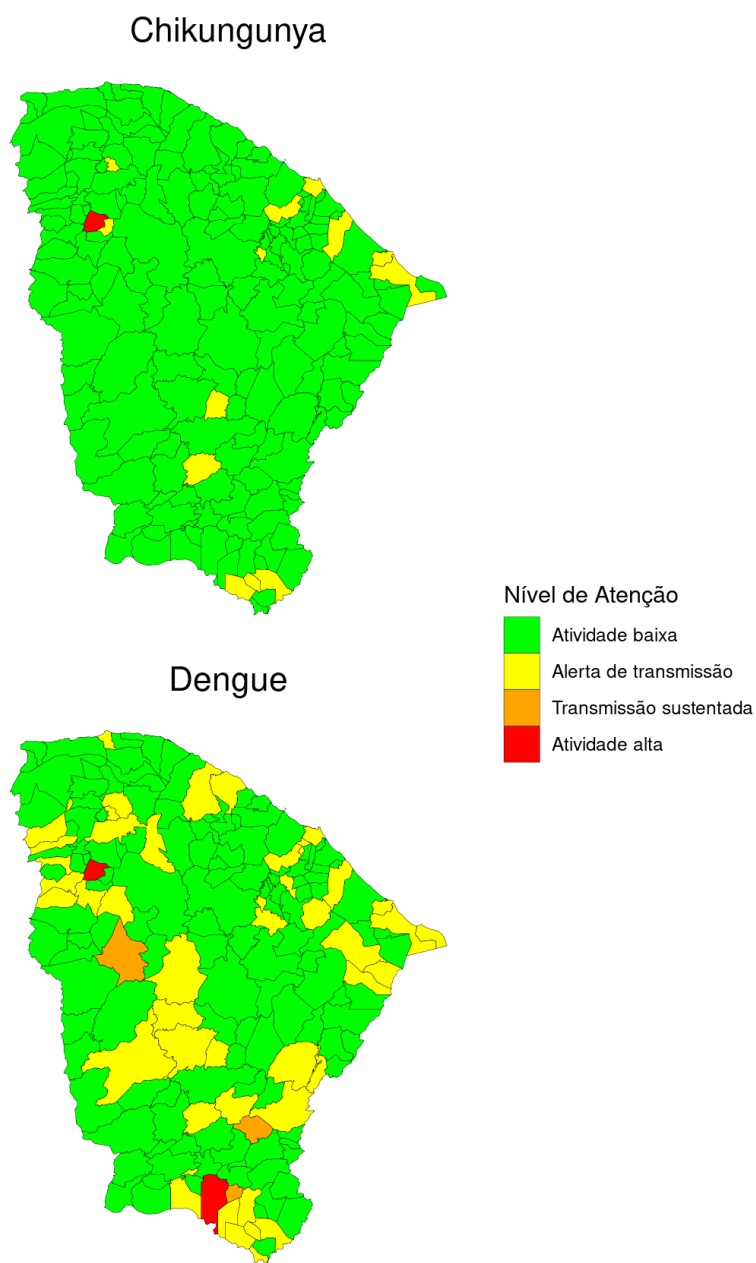 Chikungunya
Nível de Atenção
Atividade baixa
Alerta de transmissão
Transmissão sustentada
Atividade alta
Dengue